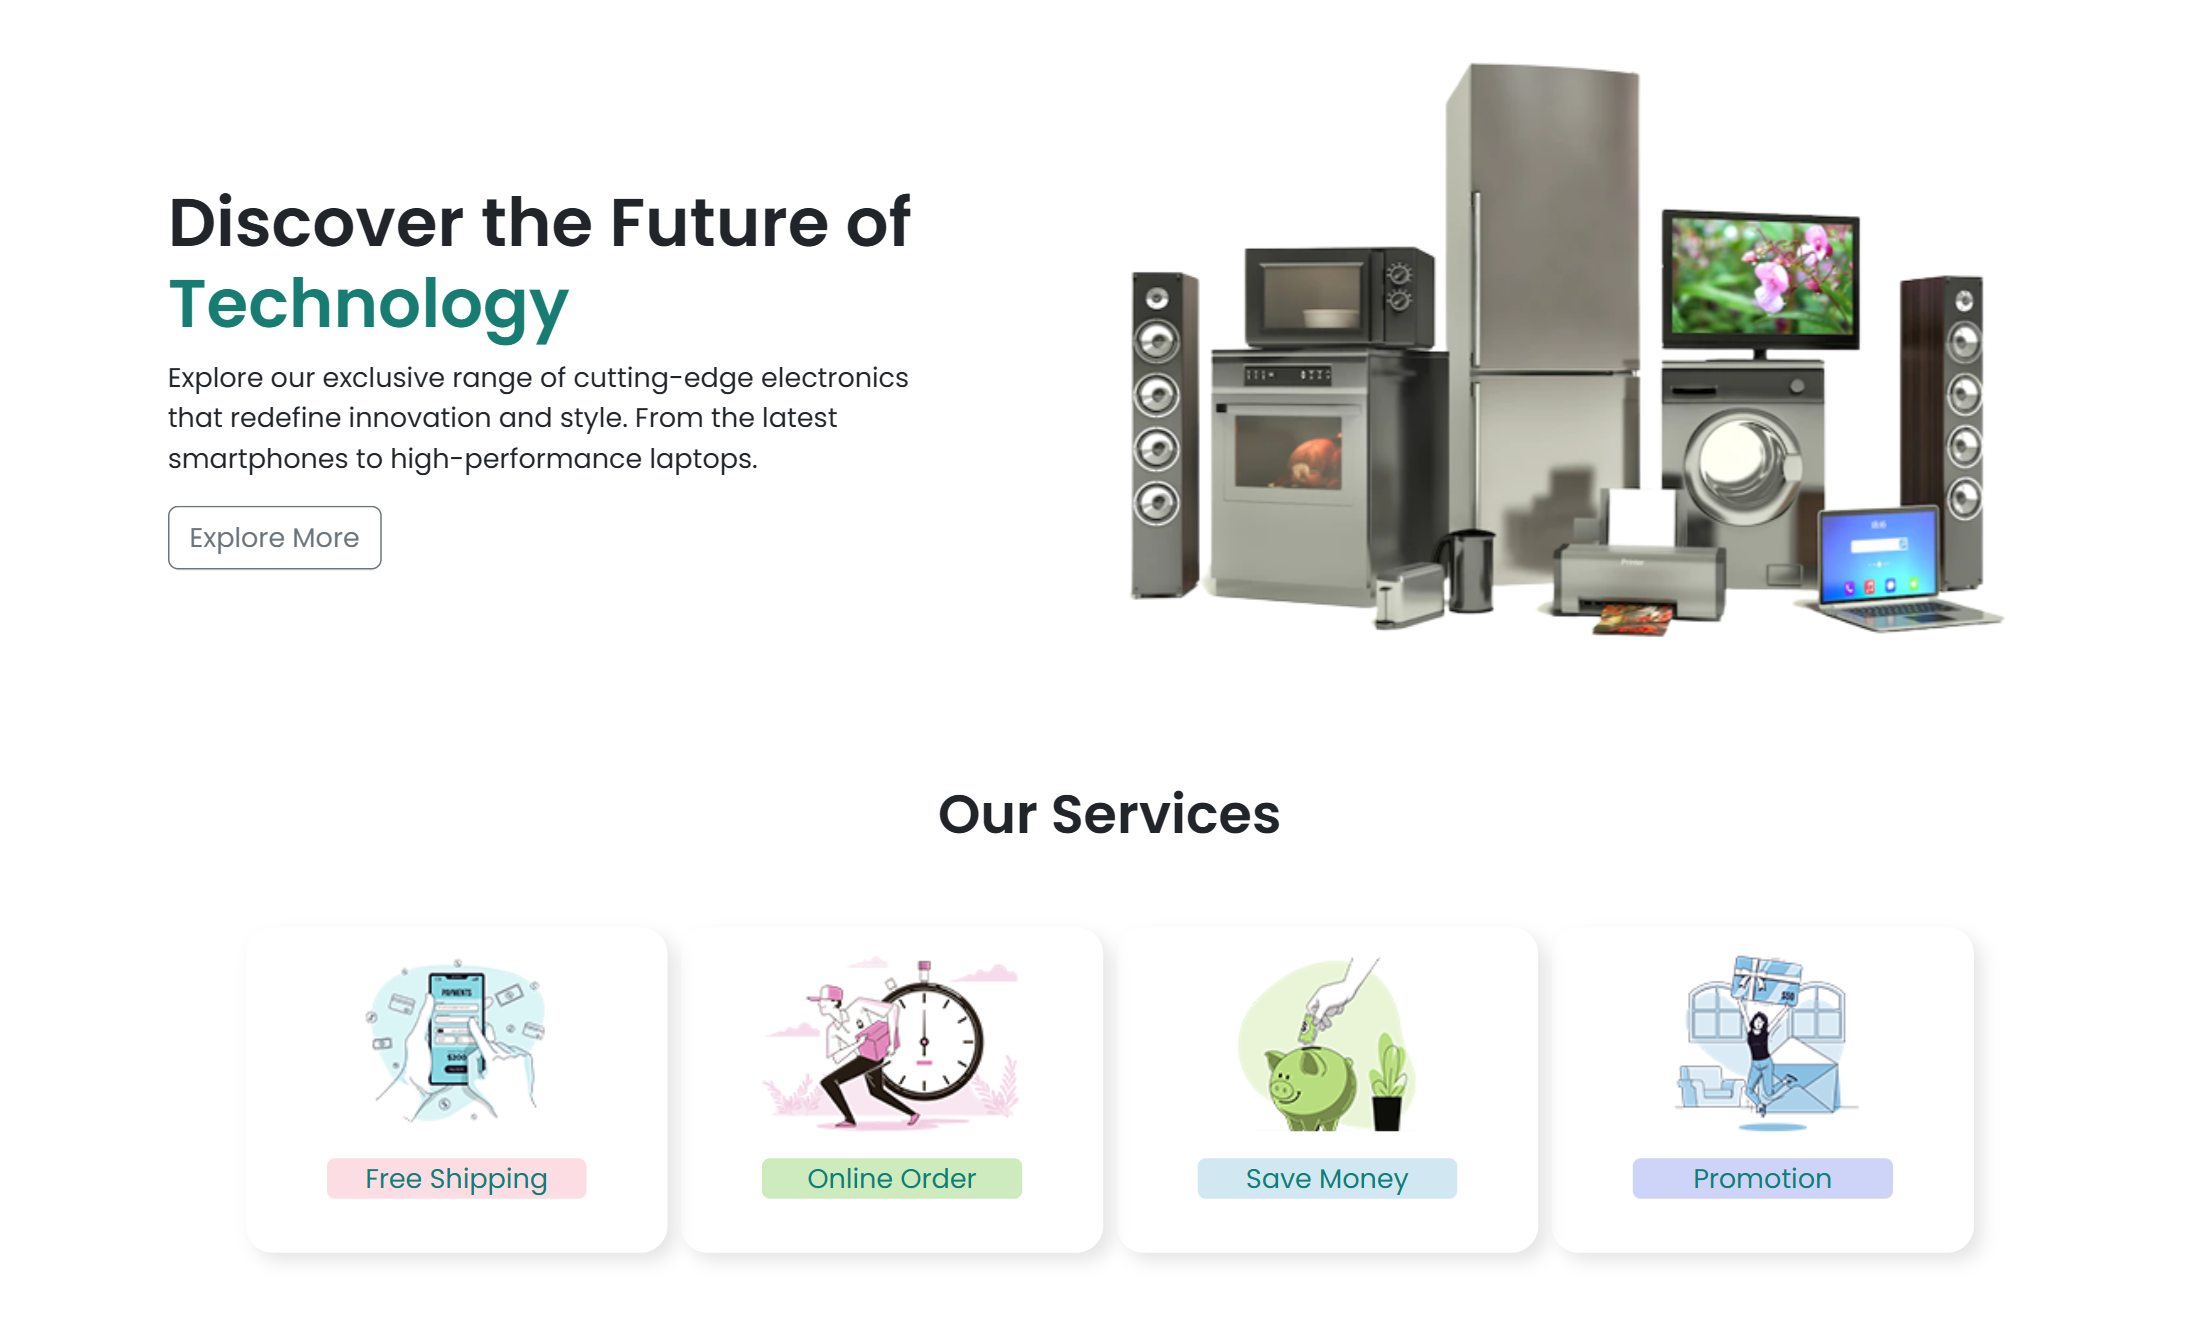 Discover the Future of
Technology
Explore our exclusive range of cutting-edge electronics
that redefine innovation and style. From the latest
smartphones to high-performance laptops.
Explore More
Printer
Our Services
PAYMENTS
$200
$50
Free Shipping
Online Order
Save Money
Promotion